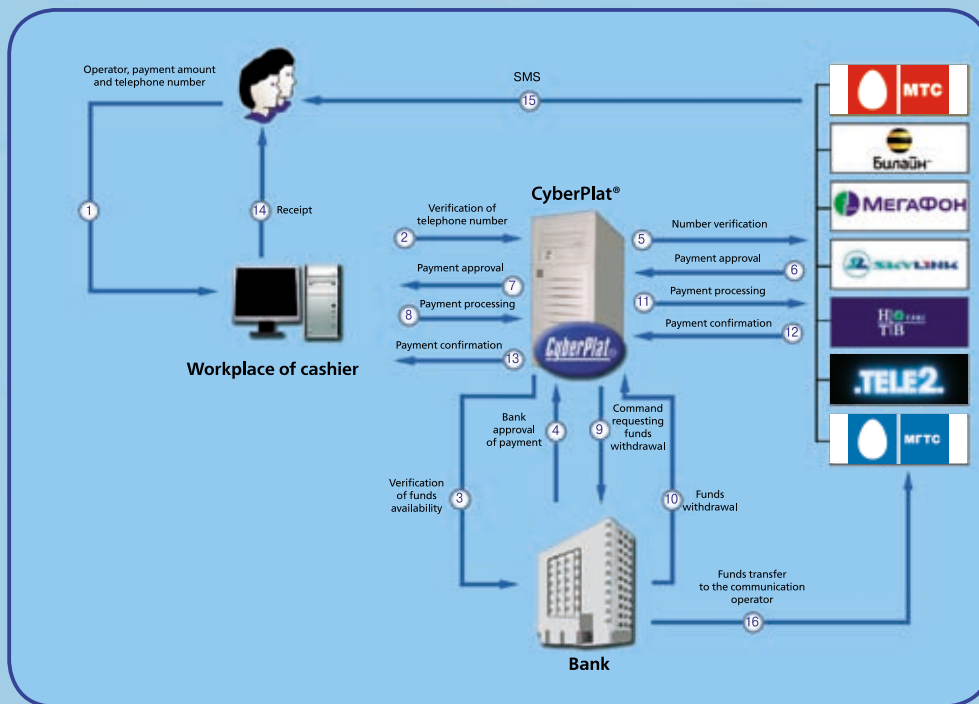 Operator, payment amount
and telephone number
SMS
15
МТС
Билайн
МЕГАФОН
SKYLINK
ТВ
.TELE2.
МГТС
1
14
Receipt
CyberPlat®
Verification of
telephone number
2
Payment approval
7
8
Payment processing
Payment confirmation
13
5
Number verification
Payment approval
6
11
Payment processing
Payment confirmation
12
CyberPlat
Workplace of cashier
Bank
approval
of payment
4
9
Command
requesting
funds
withdrawal
Verification
of funds
availability
3
10
Funds
withdrawal
Funds transfer
to the communication
operator
16
Bank